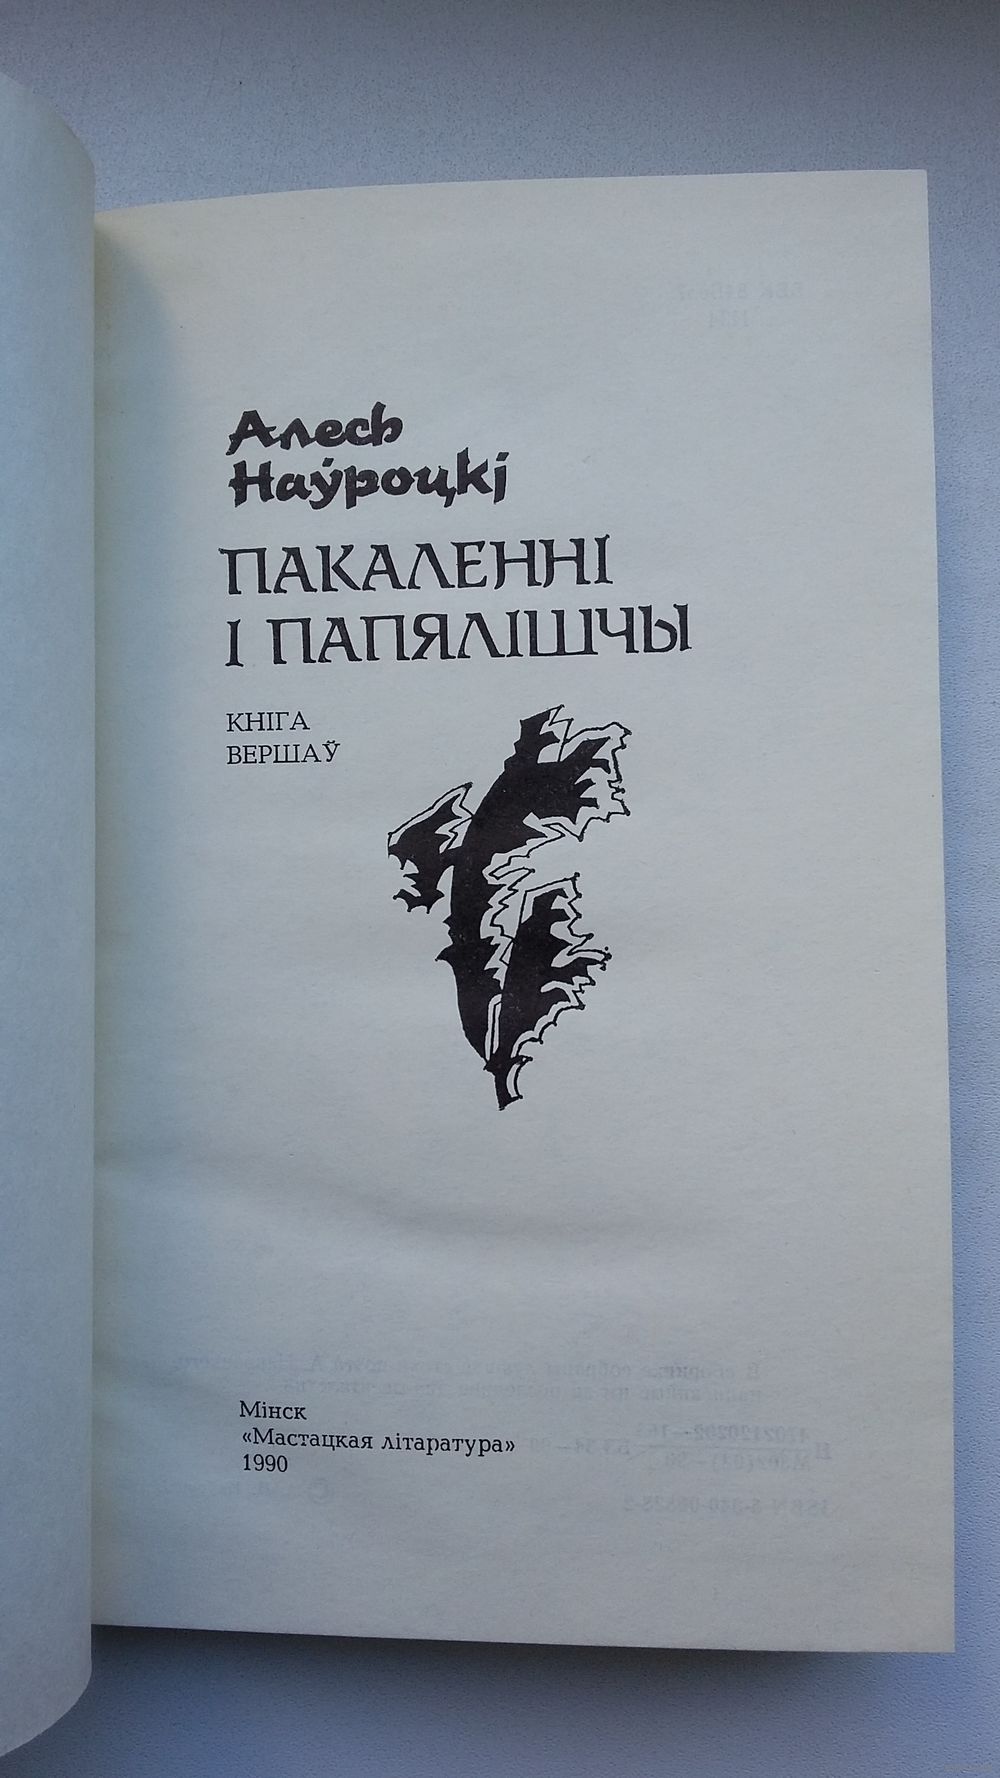 Алесь
Наўроцкі
ПАКАЛЕННІ
І ПАПЯЛІШЧЫ
КНІГА
ВЕРШАЎ
Мінск
«Мастацкая літаратура»
1990